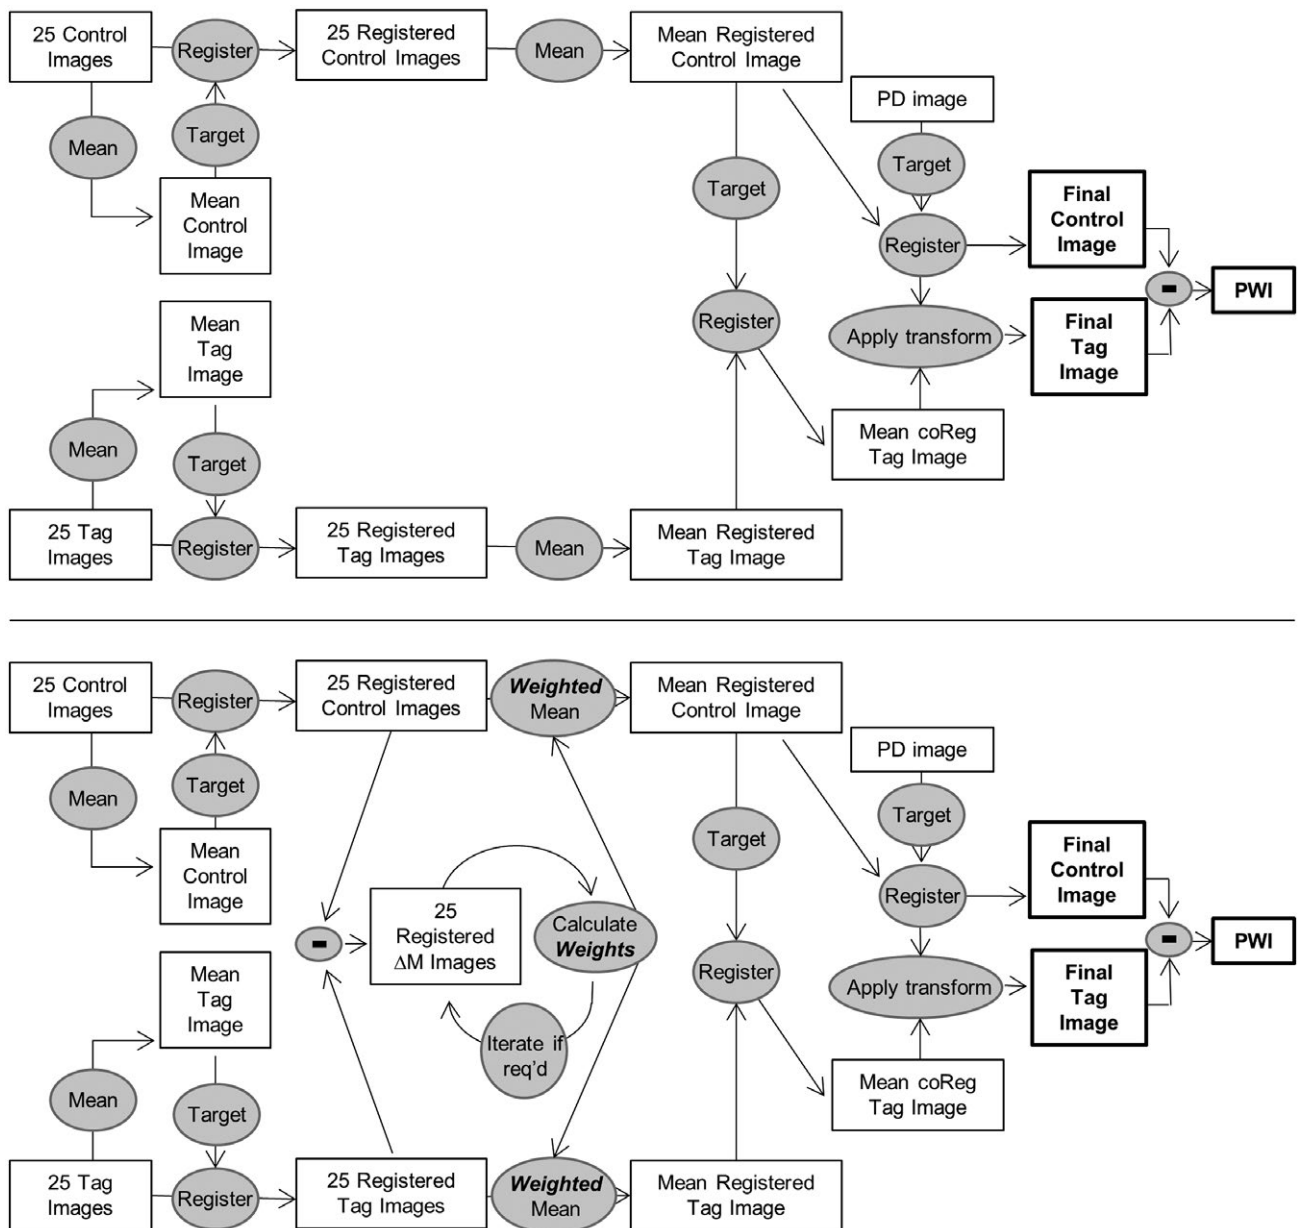 25 Control
Images
Register
25 Registered
Control Images
Mean
Mean Registered
Control Image
PD image
Mean
Target
Target
Target
Mean
Control
Image
Register
Final
Control
Image
-
PWI
Mean
Tag
Image
Register
Apply transform
Final
Tag
Image
Mean
Target
Mean coReg
Tag Image
25 Tag
Images
Register
25 Registered
Tag Images
Mean
Mean Registered
Tag Image
25 Control
Images
Register
25 Registered
Control Images
Weighted
Mean
Mean Registered
Control Image
PD image
Mean
Target
Target
Target
Mean
Control
Image
Register
Final
Control
Image
-
25
Registered
ΔM Images
Calculate
Weights
-
PWI
Mean
Tag
Image
Register
Apply transform
Final
Tag
Image
Iterate if
req'd
Mean
Target
Mean coReg
Tag Image
25 Tag
Images
Register
25 Registered
Tag Images
Weighted
Mean
Mean Registered
Tag Image